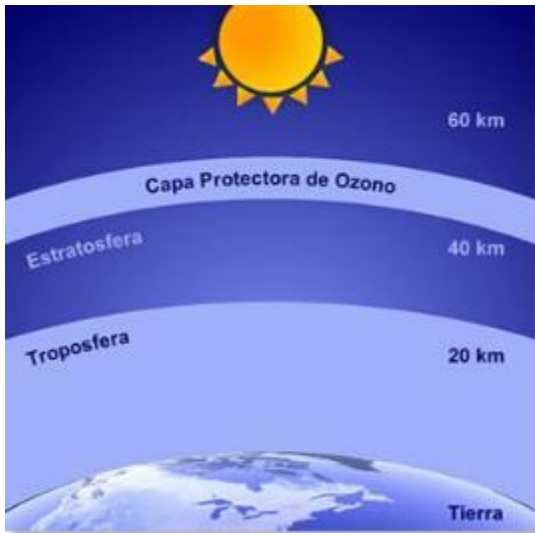 60 km
Capa Protectora de Ozono
Estratosfera
40 km
Troposfera
20 km
Tierra